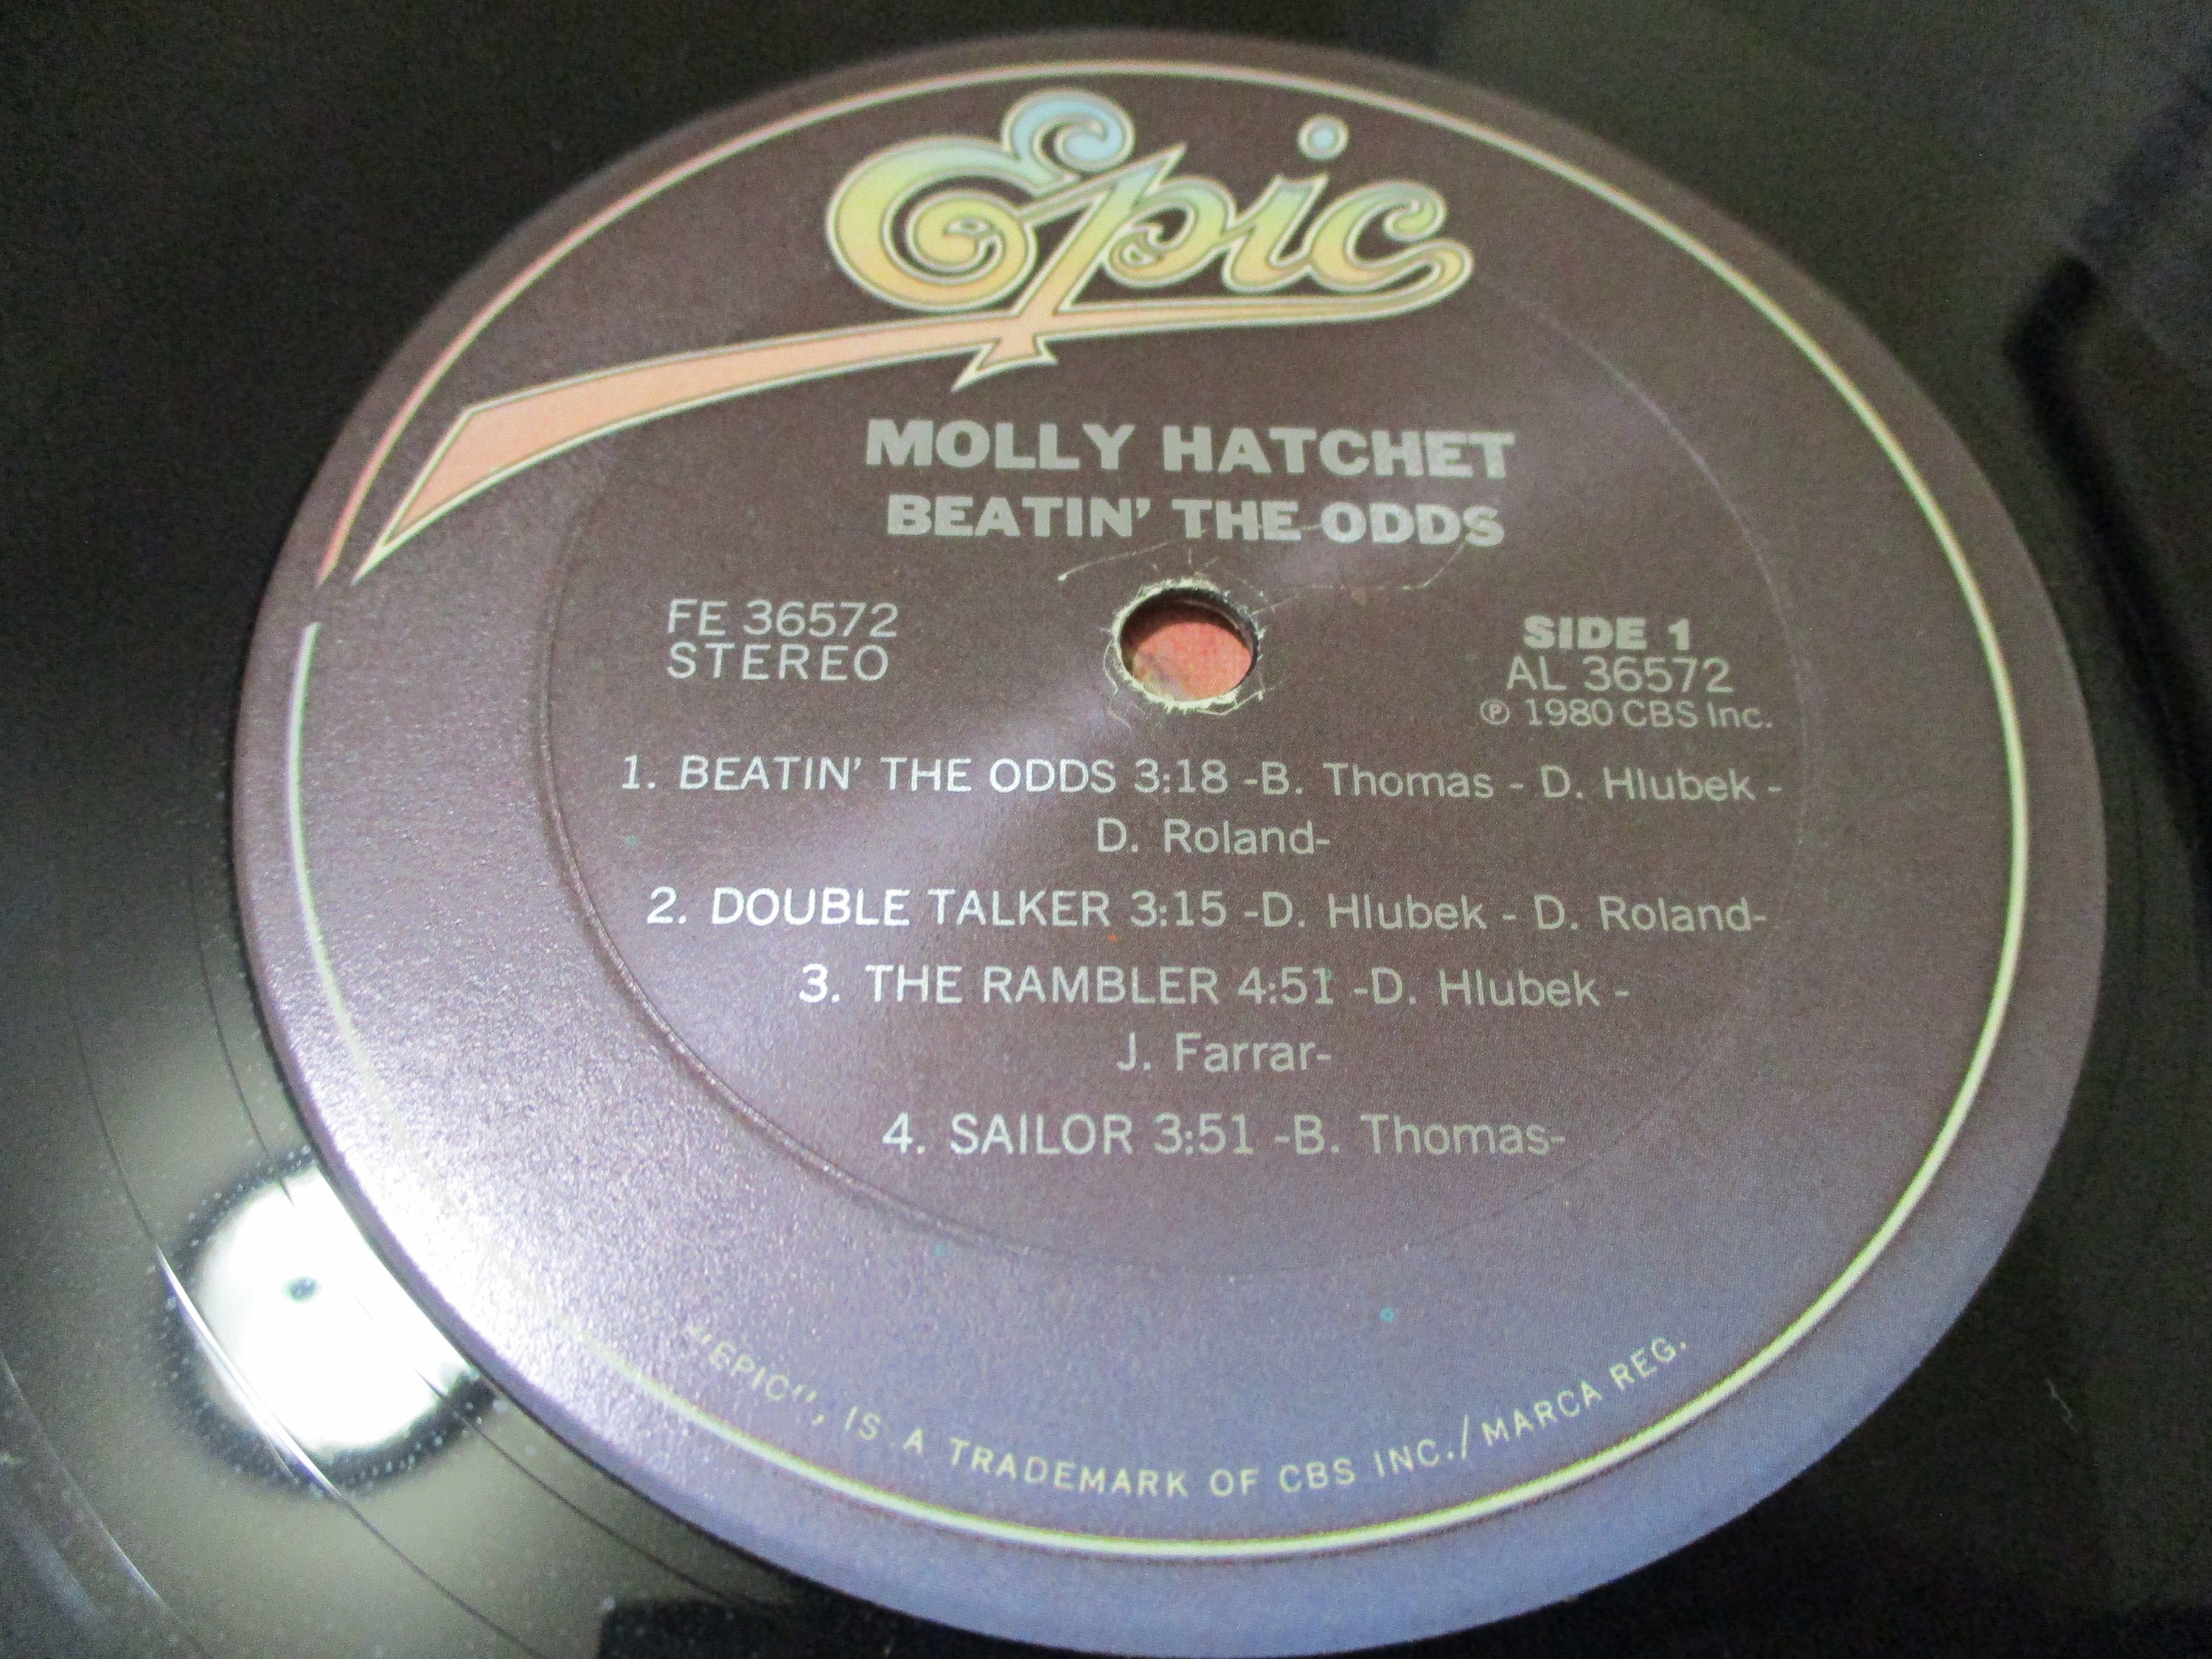 Epic
MOLLY HATCHET
BEATIN' THE ODDS
FE 36572
STEREO
SIDE 1
AL 36572
℗ 1980 CBS Inc.
1. BEATIN' THE ODDS 3:18 -B. Thomas - D. Hlubek -
D. Roland-
2. DOUBLE TALKER 3:15 -D. Hlubek - D. Roland-
3. THE RAMBLER 4:51 -D. Hlubek -
J. Farrar-
4. SAILOR 3:51 -B. Thomas-
"EPIC", IS A TRADEMARK OF CBS INC./MARCA REG.